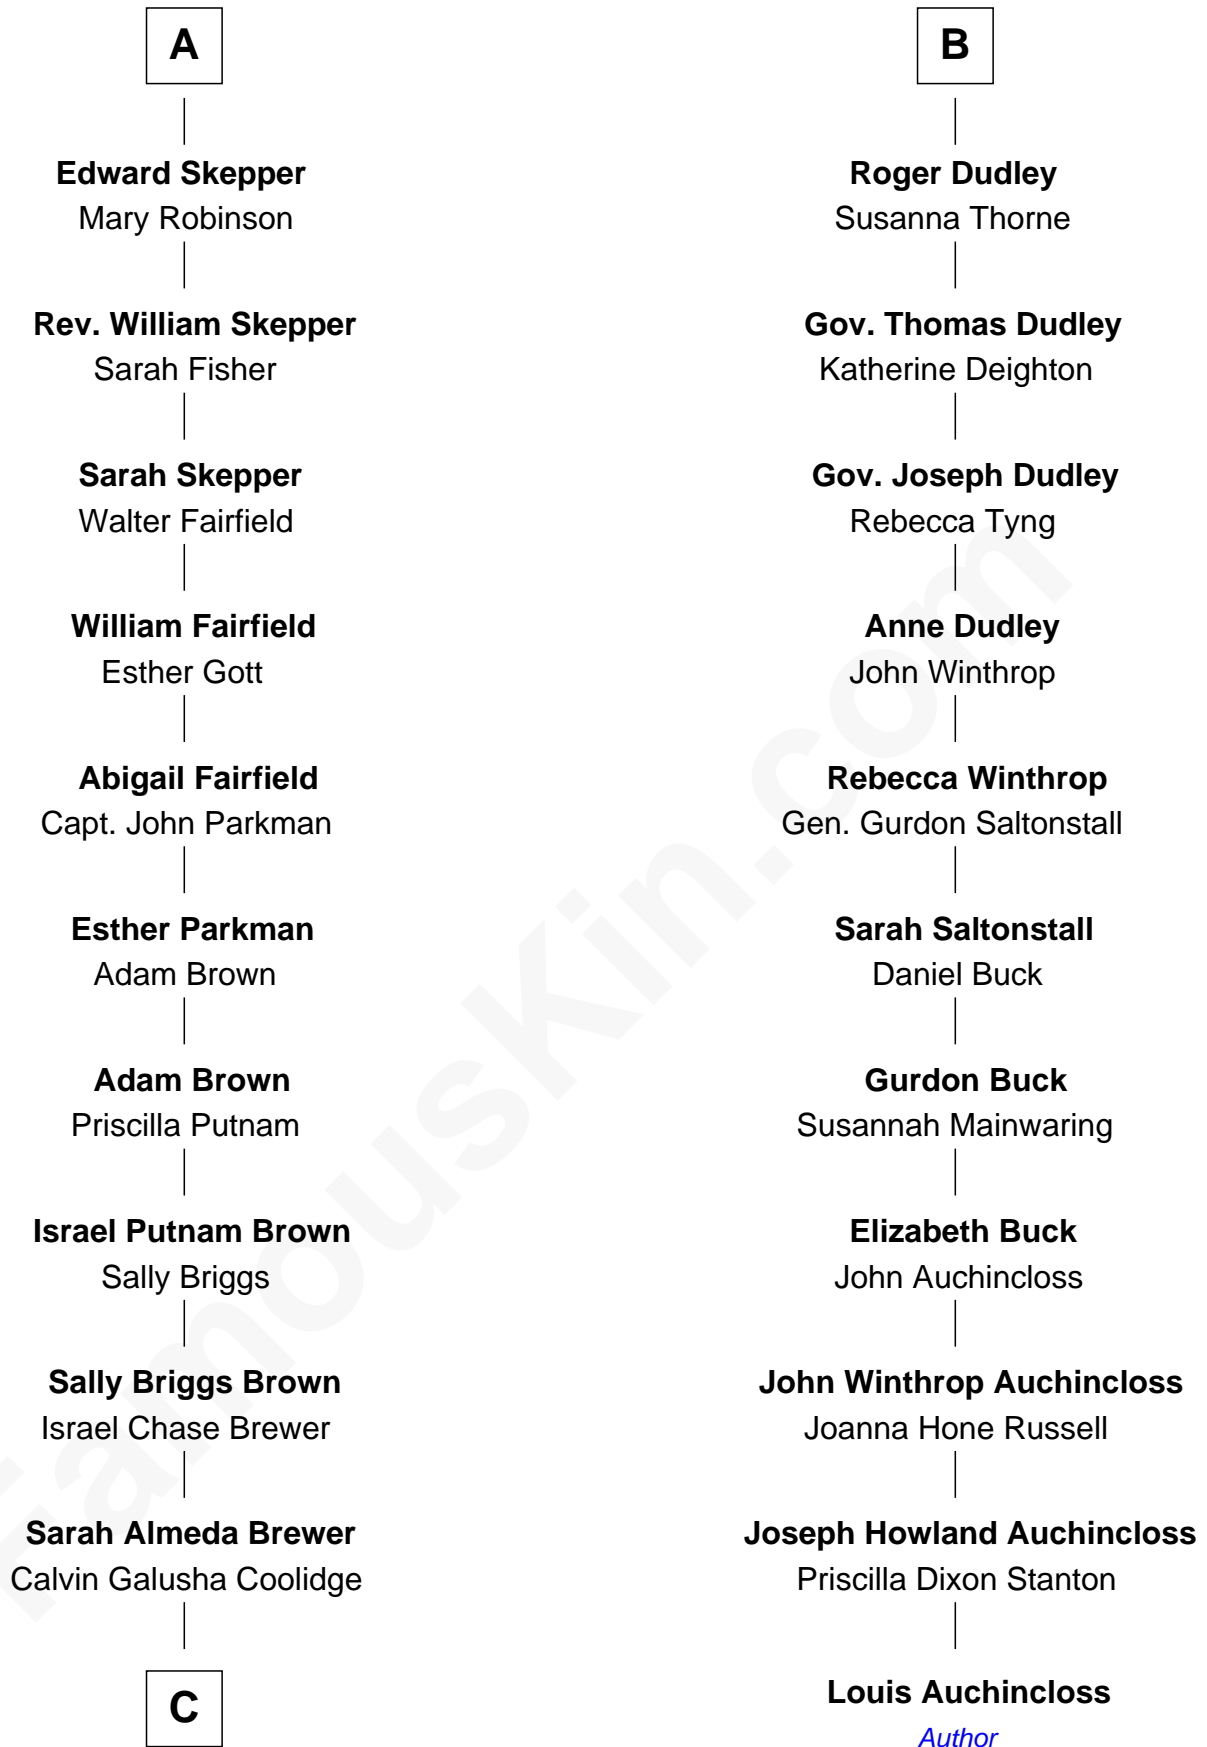 A
Edward Skepper
Mary Robinson
Rev. William Skepper
Sarah Fisher
Sarah Skepper
Walter Fairfield
William Fairfield
Esther Gott
Abigail Fairfield
Capt. John Parkman
Esther Parkman
Adam Brown
Adam Brown
Priscilla Putnam
Israel Putnam Brown
Sally Briggs
Sally Briggs Brown
Israel Chase Brewer
Sarah Almeda Brewer
Calvin Galusha Coolidge
C
B
Roger Dudley
Susanna Thorne
Gov. Thomas Dudley
Katherine Deighton
Gov. Joseph Dudley
Rebecca Tyng
Anne Dudley
John Winthrop
Rebecca Winthrop
Gen. Gurdon Saltonstall
Sarah Saltonstall
Daniel Buck
Gurdon Buck
Susannah Mainwaring
Elizabeth Buck
John Auchincloss
John Winthrop Auchincloss
Joanna Hone Russell
Joseph Howland Auchincloss
Priscilla Dixon Stanton
Louis Auchincloss
Author
FamousKin.com